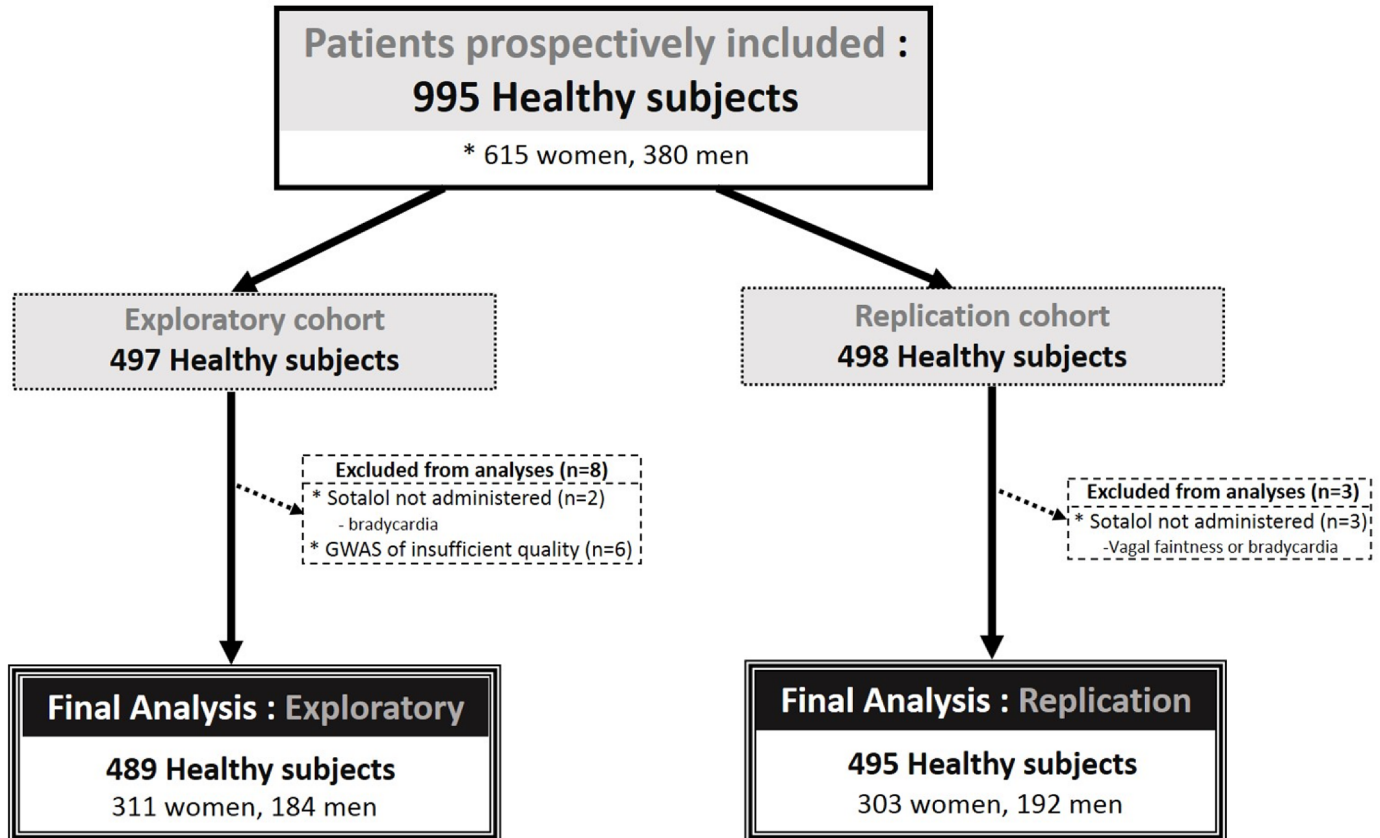 Patients prospectively included :
995 Healthy subjects
* 615 women, 380 men
Exploratory cohort
497 Healthy subjects
Replication cohort
498 Healthy subjects
Excluded from analyses (n=8)
* Sotalol not administered (n=2)
- bradycardia
* GWAS of insufficient quality (n=6)
Excluded from analyses (n=3)
* Sotalol not administered (n=3)
-Vagal faintness or bradycardia
Final Analysis : Exploratory
489 Healthy subjects
311 women, 184 men
Final Analysis : Replication
495 Healthy subjects
303 women, 192 men